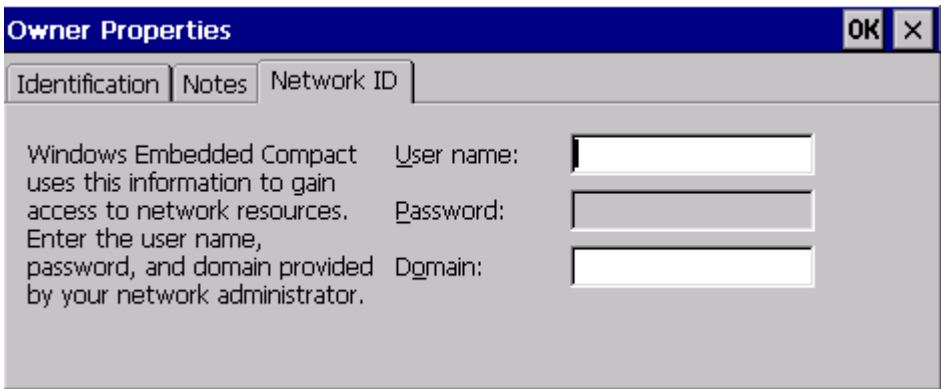 Owner Properties OK ×
Identification Notes Network ID
Windows Embedded Compact
uses this information to gain
access to network resources.
Enter the user name,
password, and domain provided
by your network administrator.
User name:
Password:
Domain: